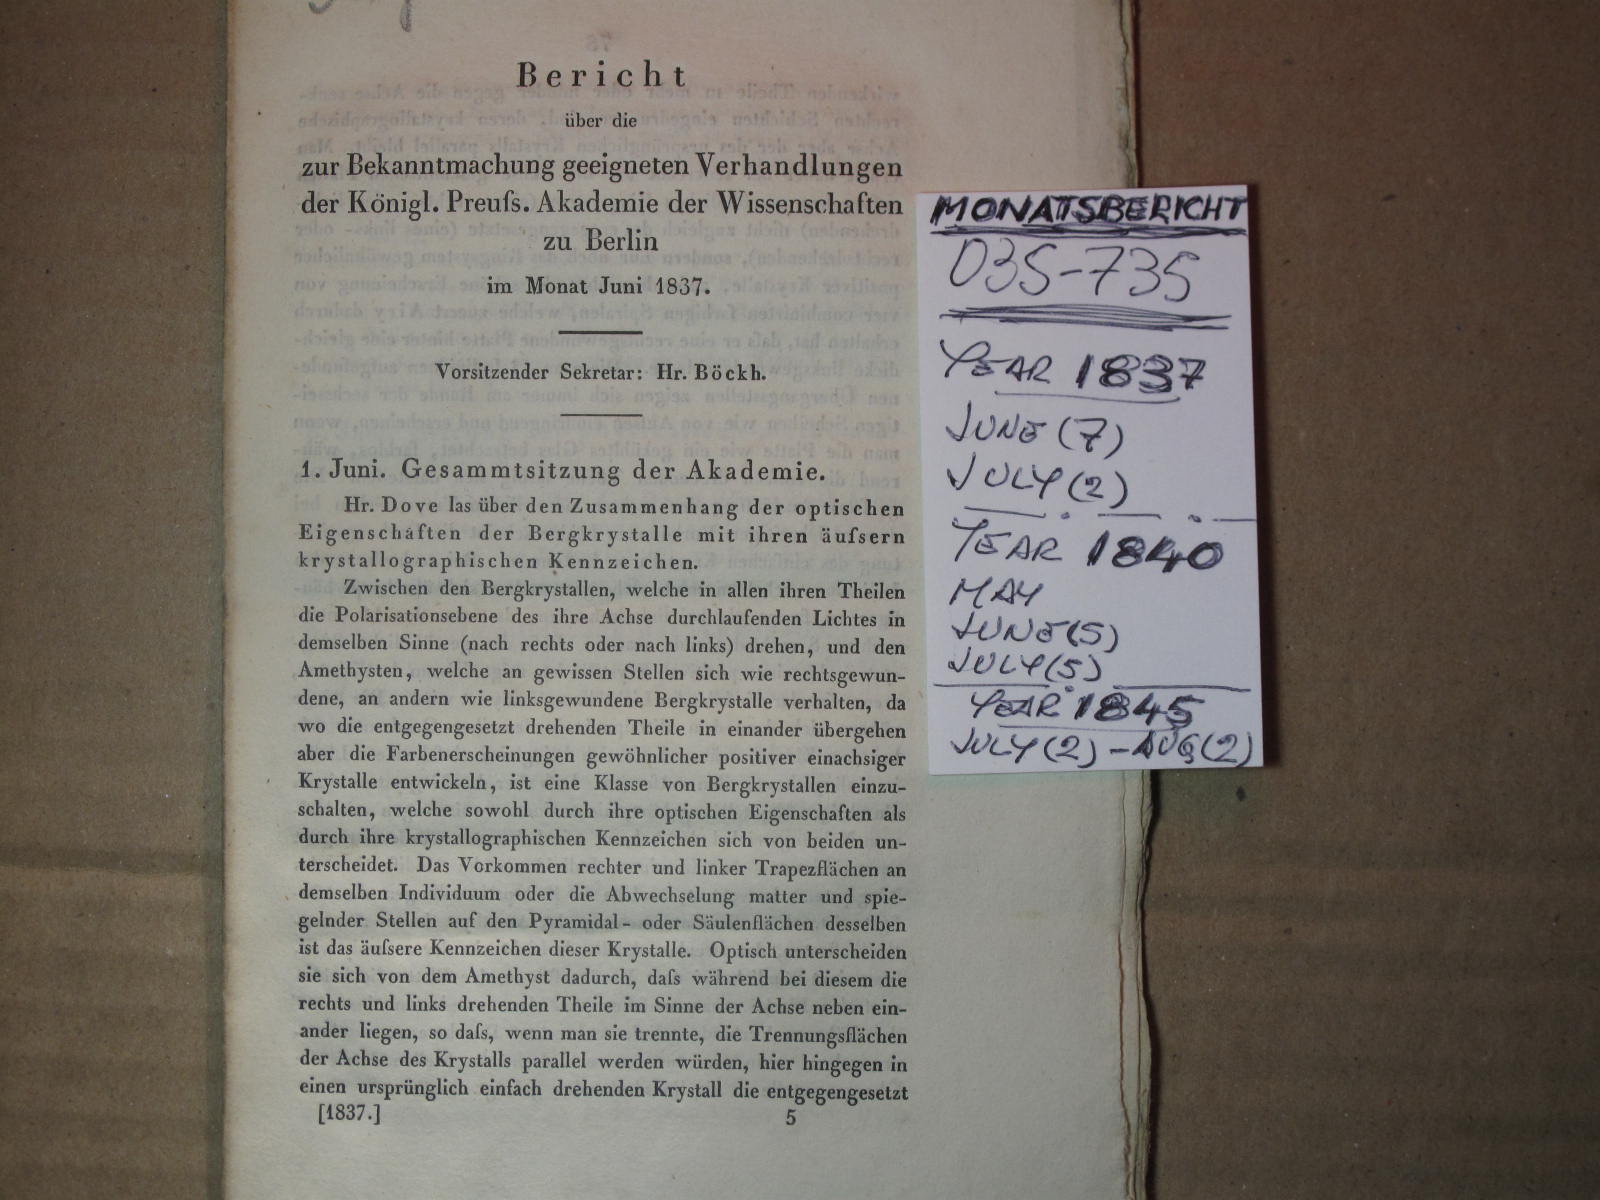 Bericht
über die
zur Bekanntmachung geeigneten Verhandlungen
der Königl. Preuſs. Akademie der Wissenschaften
zu Berlin
im Monat Juni 1837.
Vorsitzender Sekretar: Hr. Böckh.
1. Juni. Gesammtsitzung der Akademie.
Hr. Dove las über den Zusammenhang der optischen
Eigenschaften der Bergkrystalle mit ihren äuſsern
krystallographischen Kennzeichen.
Zwischen den Bergkrystallen, welche in allen ihren Theilen
die Polarisationsebene des ihre Achse durchlaufenden Lichtes in
demselben Sinne (nach rechts oder nach links) drehen, und den
Amethysten, welche an gewissen Stellen sich wie rechtsgewun-
dene, an andern wie linksgewundene Bergkrystalle verhalten, da
wo die entgegengesetzt drehenden Theile in einander übergehen
aber die Farbenerscheinungen gewöhnlicher positiver einachsiger
Krystalle entwickeln, ist eine Klasse von Bergkrystallen einzu-
schalten, welche sowohl durch ihre optischen Eigenschaften als
durch ihre krystallographischen Kennzeichen sich von beiden un-
terscheidet. Das Vorkommen rechter und linker Trapezflächen an
demselben Individuum oder die Abwechselung matter und spie-
gelnder Stellen auf den Pyramidal- oder Säulenflächen desselben
ist das äuſsere Kennzeichen dieser Krystalle. Optisch unterscheiden
sie sich von dem Amethyst dadurch, daſs während bei diesem die
rechts und links drehenden Theile im Sinne der Achse neben ein-
ander liegen, so daſs, wenn man sie trennte, die Trennungsflächen
der Achse des Krystalls parallel werden würden, hier hingegen in
einen ursprünglich einfach drehenden Krystall die entgegengesetzt
[1837.] 5
MONATSBERICHT
035-735
YEAR 1837
JUNE (7)
JULY (2)
YEAR 1840
MAY
JUNE (5)
JULY (5)
YEAR 1845
JULY (2) - AUG (2)